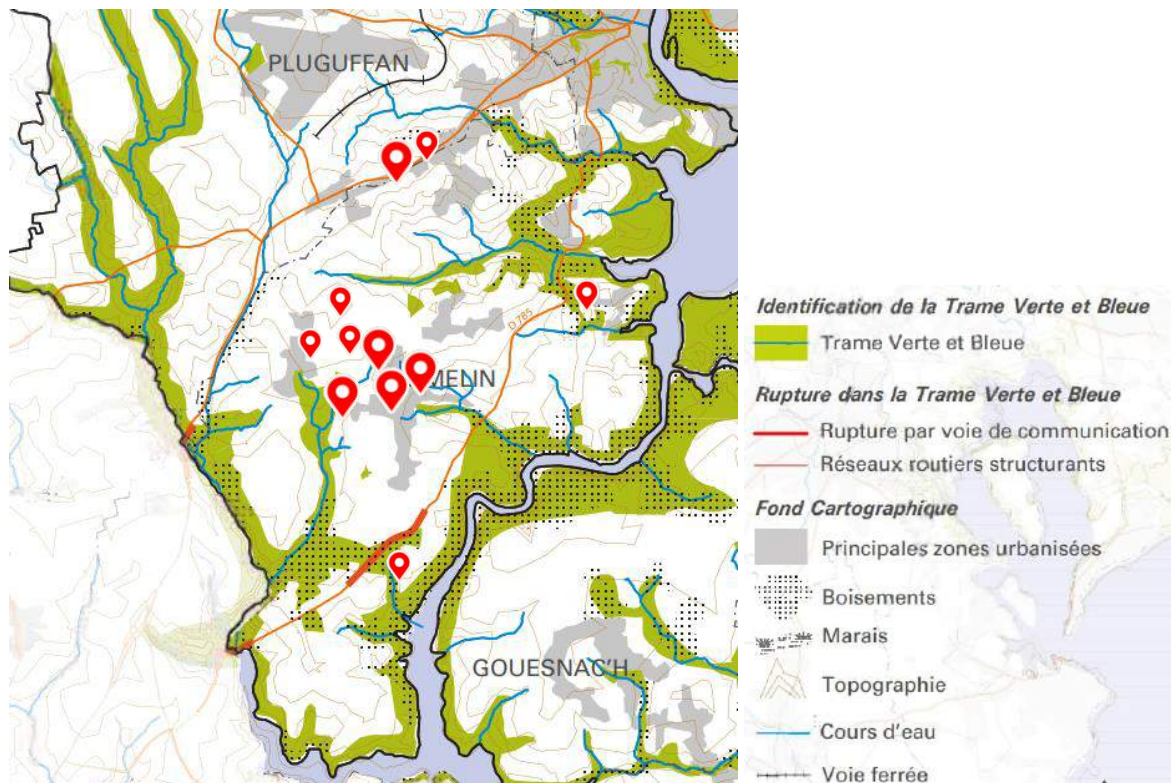 PLUGUFFAN
D 785
MELIN
GOUESNAC'H
Identification de la Trame Verte et Bleue
Trame Verte et Bleue
Rupture dans la Trame Verte et Bleue
Rupture par voie de communication
Réseaux routiers structurants
Fond Cartographique
Principales zones urbanisées
Boisements
Marais
Topographie
Cours d'eau
Voie ferrée